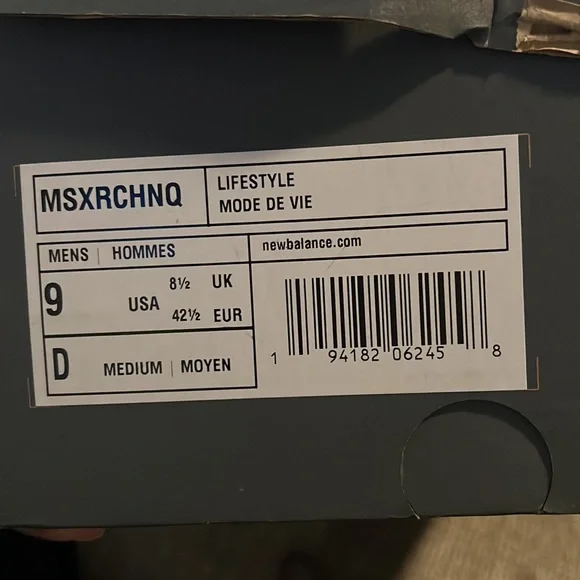 MSXRCHNQ
LIFESTYLE
MODE DE VIE
MENS | HOMMES
newbalance.com
9 USA
8½ UK
42½ EUR
D MEDIUM | MOYEN
1 94182 06245 8